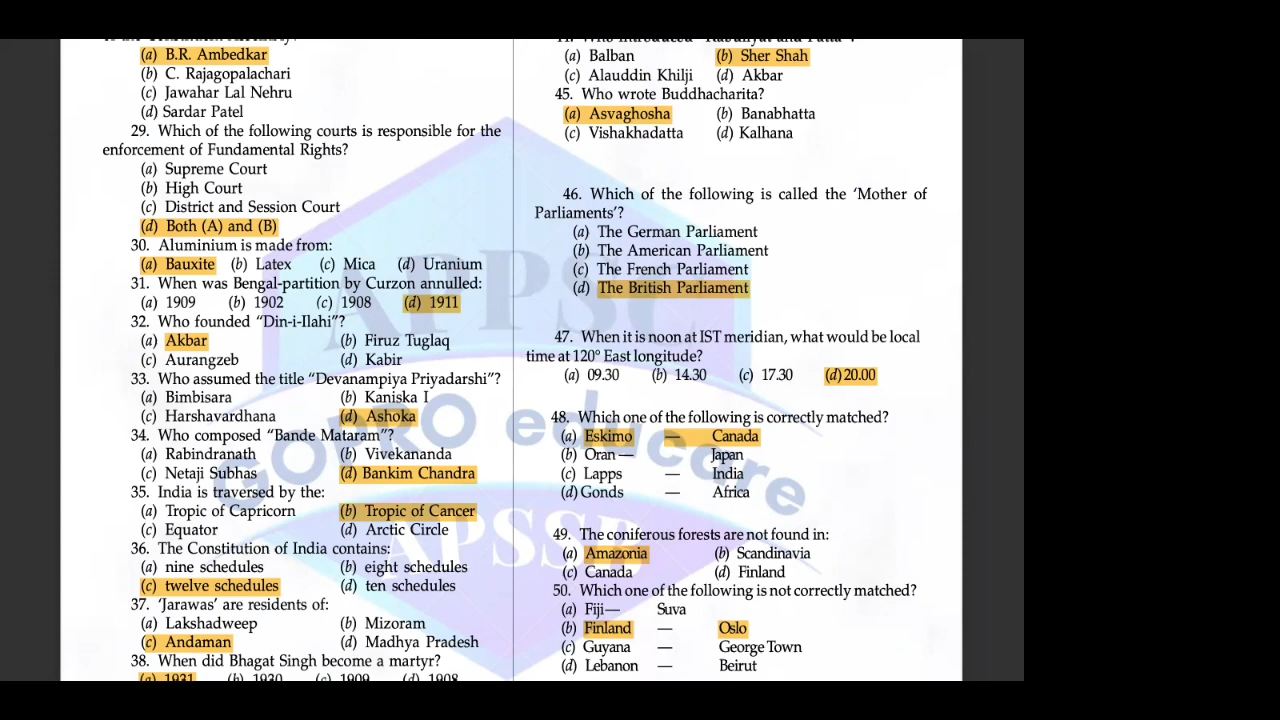 (a) B.R. Ambedkar
(b) C. Rajagopalachari
(c) Jawahar Lal Nehru
(d) Sardar Patel
29. Which of the following courts is responsible for the
enforcement of Fundamental Rights?
(a) Supreme Court
(b) High Court
(c) District and Session Court
(d) Both (A) and (B)
30. Aluminium is made from:
(a) Bauxite (b) Latex (c) Mica (d) Uranium
31. When was Bengal-partition by Curzon annulled:
(a) 1909 (b) 1902 (c) 1908 (d) 1911
32. Who founded "Din-i-Ilahi"?
(a) Akbar (b) Firuz Tuglaq
(c) Aurangzeb (d) Kabir
33. Who assumed the title "Devanampiya Priyadarshi"?
(a) Bimbisara (b) Kaniska I
(c) Harshavardhana (d) Ashoka
34. Who composed "Bande Mataram"?
(a) Rabindranath (b) Vivekananda
(c) Netaji Subhas (d) Bankim Chandra
35. India is traversed by the:
(a) Tropic of Capricorn (b) Tropic of Cancer
(c) Equator (d) Arctic Circle
36. The Constitution of India contains:
(a) nine schedules (b) eight schedules
(c) twelve schedules (d) ten schedules
37. 'Jarawas' are residents of:
(a) Lakshadweep (b) Mizoram
(c) Andaman (d) Madhya Pradesh
38. When did Bhagat Singh become a martyr?
(a) 1931 (b) 1930 (c) 1909 (d) 1908
(a) Balban (b) Sher Shah
(c) Alauddin Khilji (d) Akbar
45. Who wrote Buddhacharita?
(a) Asvaghosha (b) Banabhatta
(c) Vishakhadatta (d) Kalhana
46. Which of the following is called the 'Mother of
Parliaments'?
(a) The German Parliament
(b) The American Parliament
(c) The French Parliament
(d) The British Parliament
47. When it is noon at IST meridian, what would be local
time at 120° East longitude?
(a) 09.30 (b) 14.30 (c) 17.30 (d) 20.00
48. Which one of the following is correctly matched?
(a) Eskimo — Canada
(b) Oran — Japan
(c) Lapps — India
(d) Gonds — Africa
49. The coniferous forests are not found in:
(a) Amazonia (b) Scandinavia
(c) Canada (d) Finland
50. Which one of the following is not correctly matched?
(a) Fiji — Suva
(b) Finland — Oslo
(c) Guyana — George Town
(d) Lebanon — Beirut
APPSC
GOPRO educare
APSSB